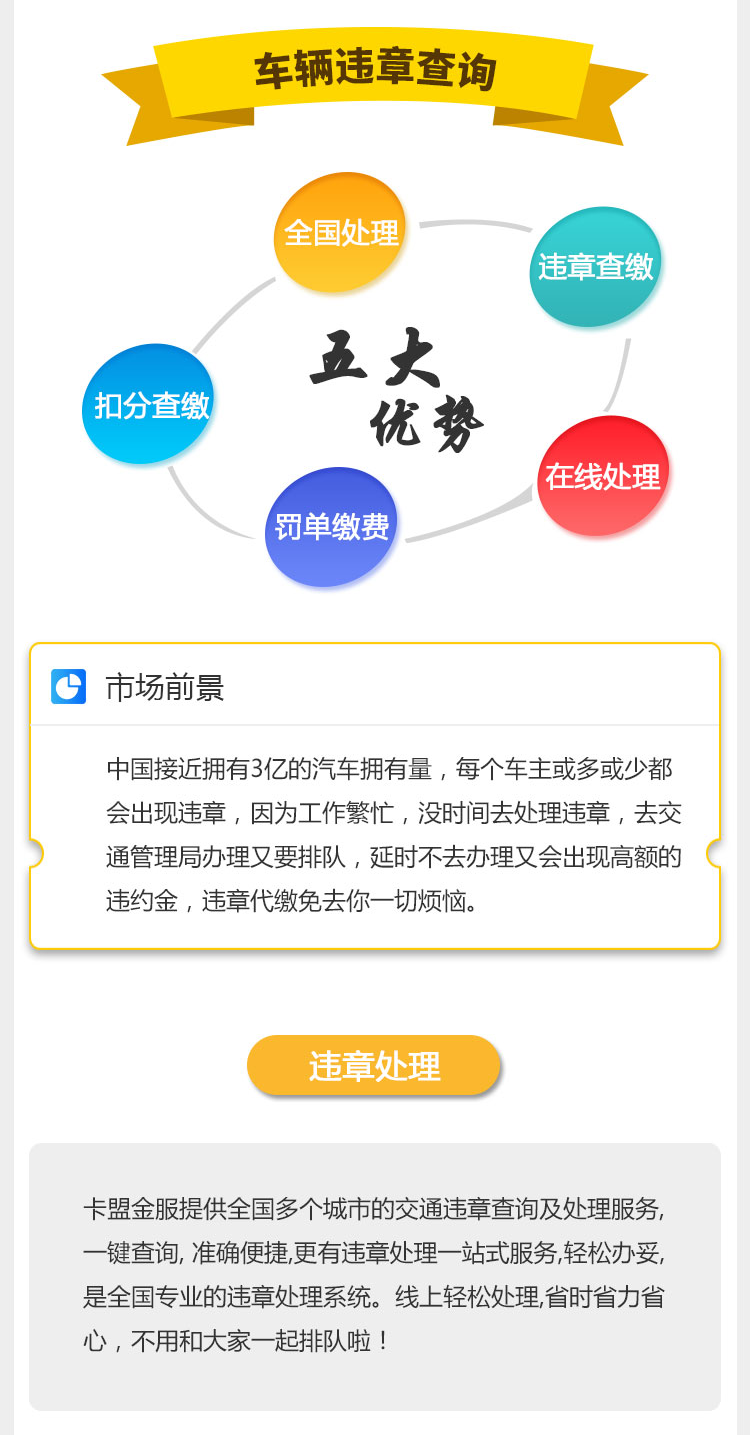 车辆违章查询
全国处理
违章查缴
五大
优势
扣分查缴
在线处理
罚单缴费
市场前景
中国接近拥有3亿的汽车拥有量，每个车主或多或少都
会出现违章，因为工作繁忙，没时间去处理违章，去交
通管理局办理又要排队，延时不去办理又会出现高额的
违约金，违章代缴免去你一切烦恼。
违章处理
卡盟金服提供全国多个城市的交通违章查询及处理服务,
一键查询, 准确便捷,更有违章处理一站式服务,轻松办妥,
是全国专业的违章处理系统。线上轻松处理,省时省力省
心，不用和大家一起排队啦！